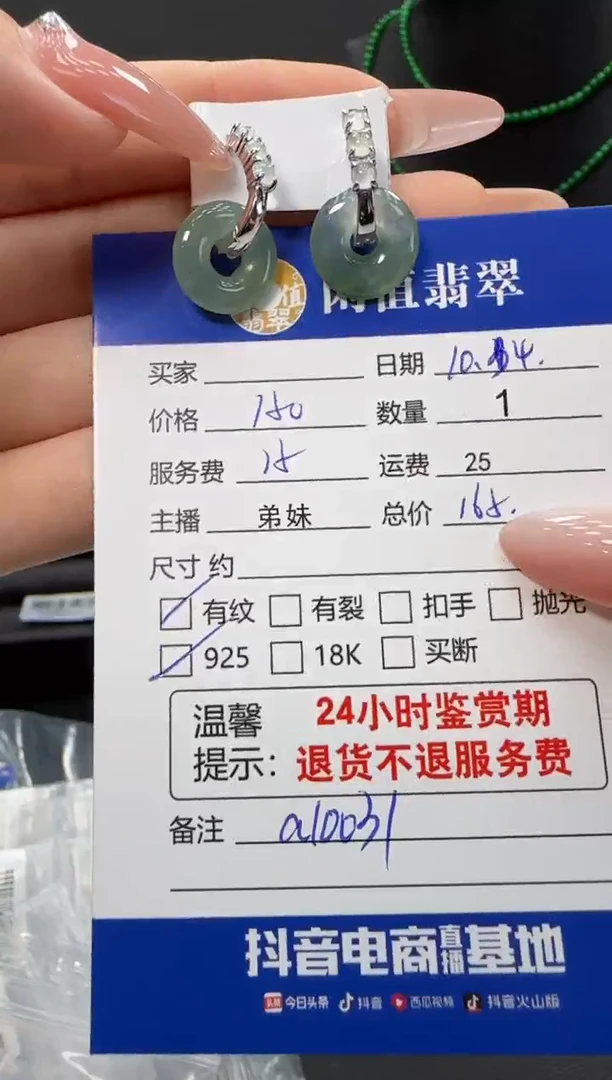 翡翠
买家 日期 10.14.
价格 150 数量 1
服务费 15 运费 25
主播 弟妹 总价 165.
尺寸 约
有纹 有裂 扣手 抛光
925 18K 买断
温馨 24小时鉴赏期
提示: 退货不退服务费
备注 a10031
抖音电商直播基地
今日头条 抖音 西瓜视频 抖音火山版